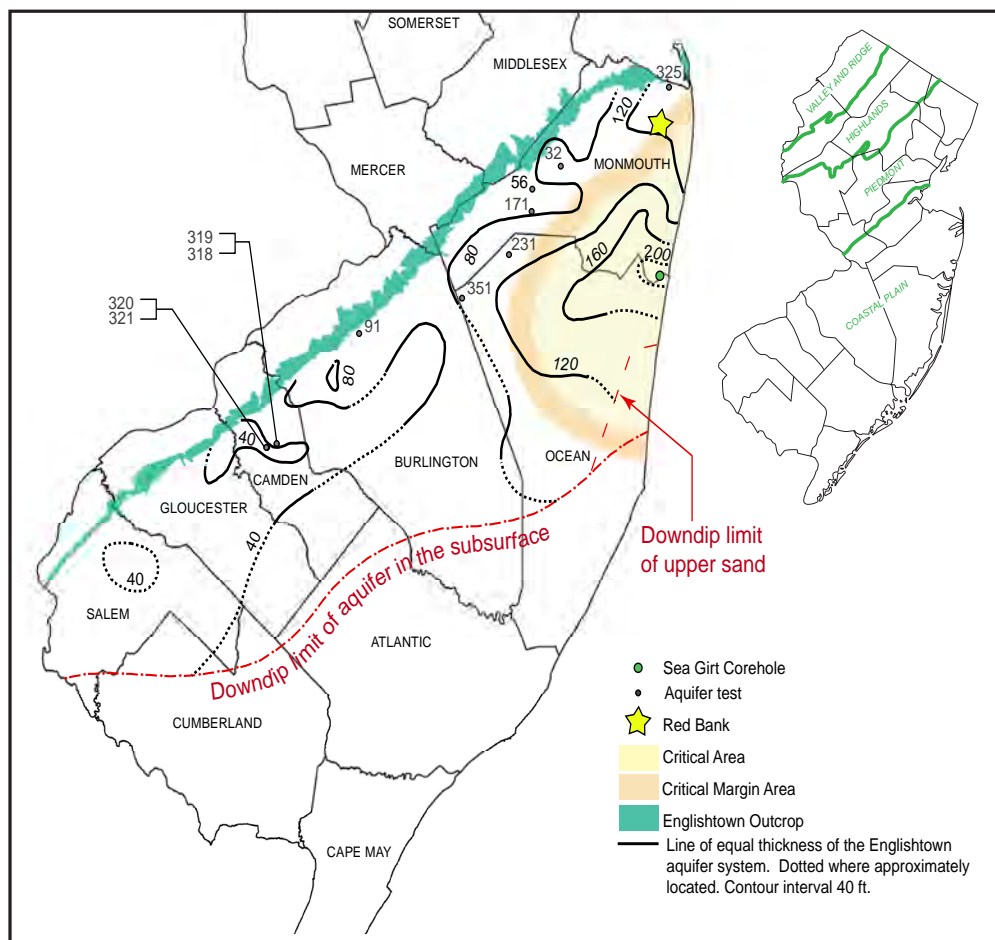 SOMERSET
MIDDLESEX
325
120
32
MONMOUTH
MERCER
56
171
319
318
80
231
160
200
320
321
351
91
80
120
40
BURLINGTON
OCEAN
CAMDEN
GLOUCESTER
40
Downdip limit
of upper sand
40
SALEM
Downdip limit of aquifer in the subsurface
ATLANTIC
CUMBERLAND
CAPE MAY
VALLEY AND RIDGE
HIGHLANDS
PIEDMONT
COASTAL PLAIN
Sea Girt Corehole
Aquifer test
Red Bank
Critical Area
Critical Margin Area
Englishtown Outcrop
Line of equal thickness of the Englishtown
aquifer system. Dotted where approximately
located. Contour interval 40 ft.